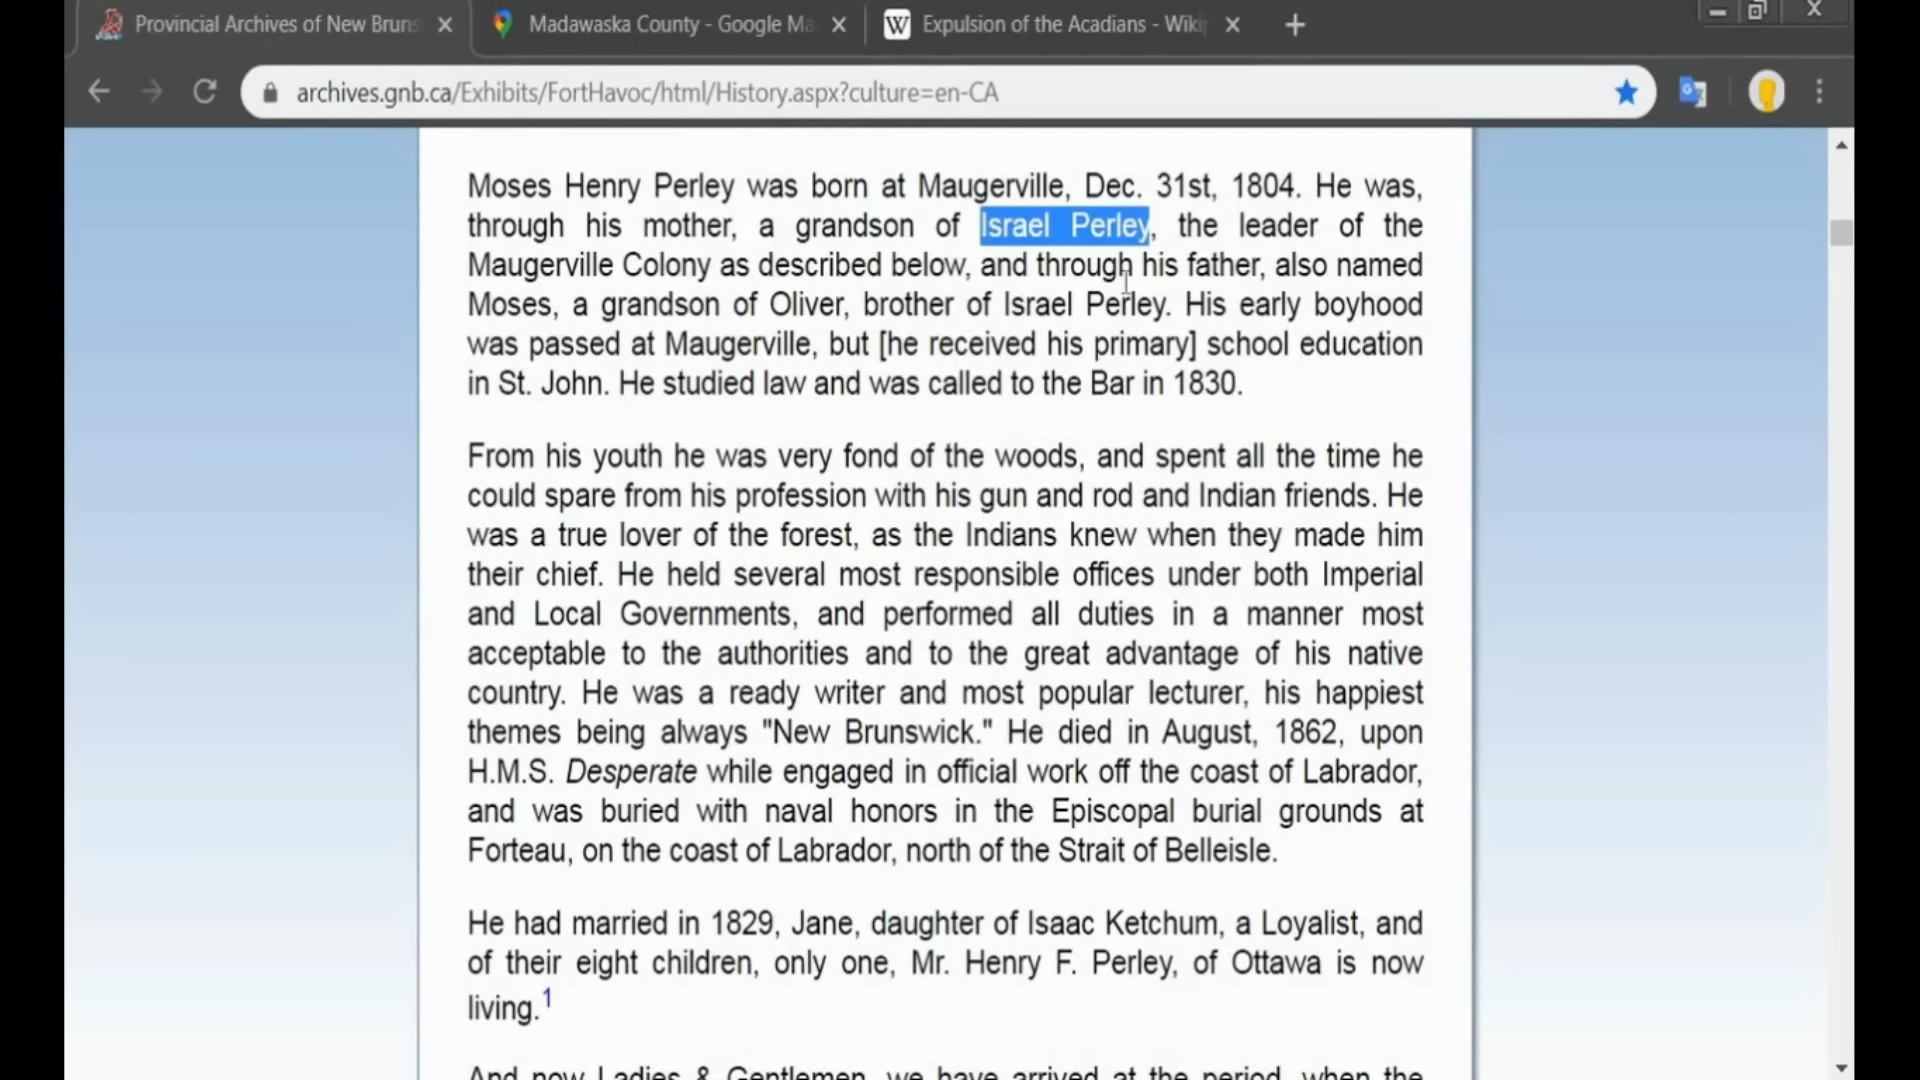 Provincial Archives of New Bruns
Madawaska County - Google Ma
W Expulsion of the Acadians - Wiki
archives.gnb.ca/Exhibits/FortHavoc/html/History.aspx?culture=en-CA
Moses Henry Perley was born at Maugerville, Dec. 31st, 1804. He was,
through his mother, a grandson of Israel Perley, the leader of the
Maugerville Colony as described below, and through his father, also named
Moses, a grandson of Oliver, brother of Israel Perley. His early boyhood
was passed at Maugerville, but [he received his primary] school education
in St. John. He studied law and was called to the Bar in 1830.
From his youth he was very fond of the woods, and spent all the time he
could spare from his profession with his gun and rod and Indian friends. He
was a true lover of the forest, as the Indians knew when they made him
their chief. He held several most responsible offices under both Imperial
and Local Governments, and performed all duties in a manner most
acceptable to the authorities and to the great advantage of his native
country. He was a ready writer and most popular lecturer, his happiest
themes being always "New Brunswick." He died in August, 1862, upon
H.M.S. Desperate while engaged in official work off the coast of Labrador,
and was buried with naval honors in the Episcopal burial grounds at
Forteau, on the coast of Labrador, north of the Strait of Belleisle.
He had married in 1829, Jane, daughter of Isaac Ketchum, a Loyalist, and
of their eight children, only one, Mr. Henry F. Perley, of Ottawa is now
living.1
And now Ladies & Gentlemen, we have arrived at the period, when the